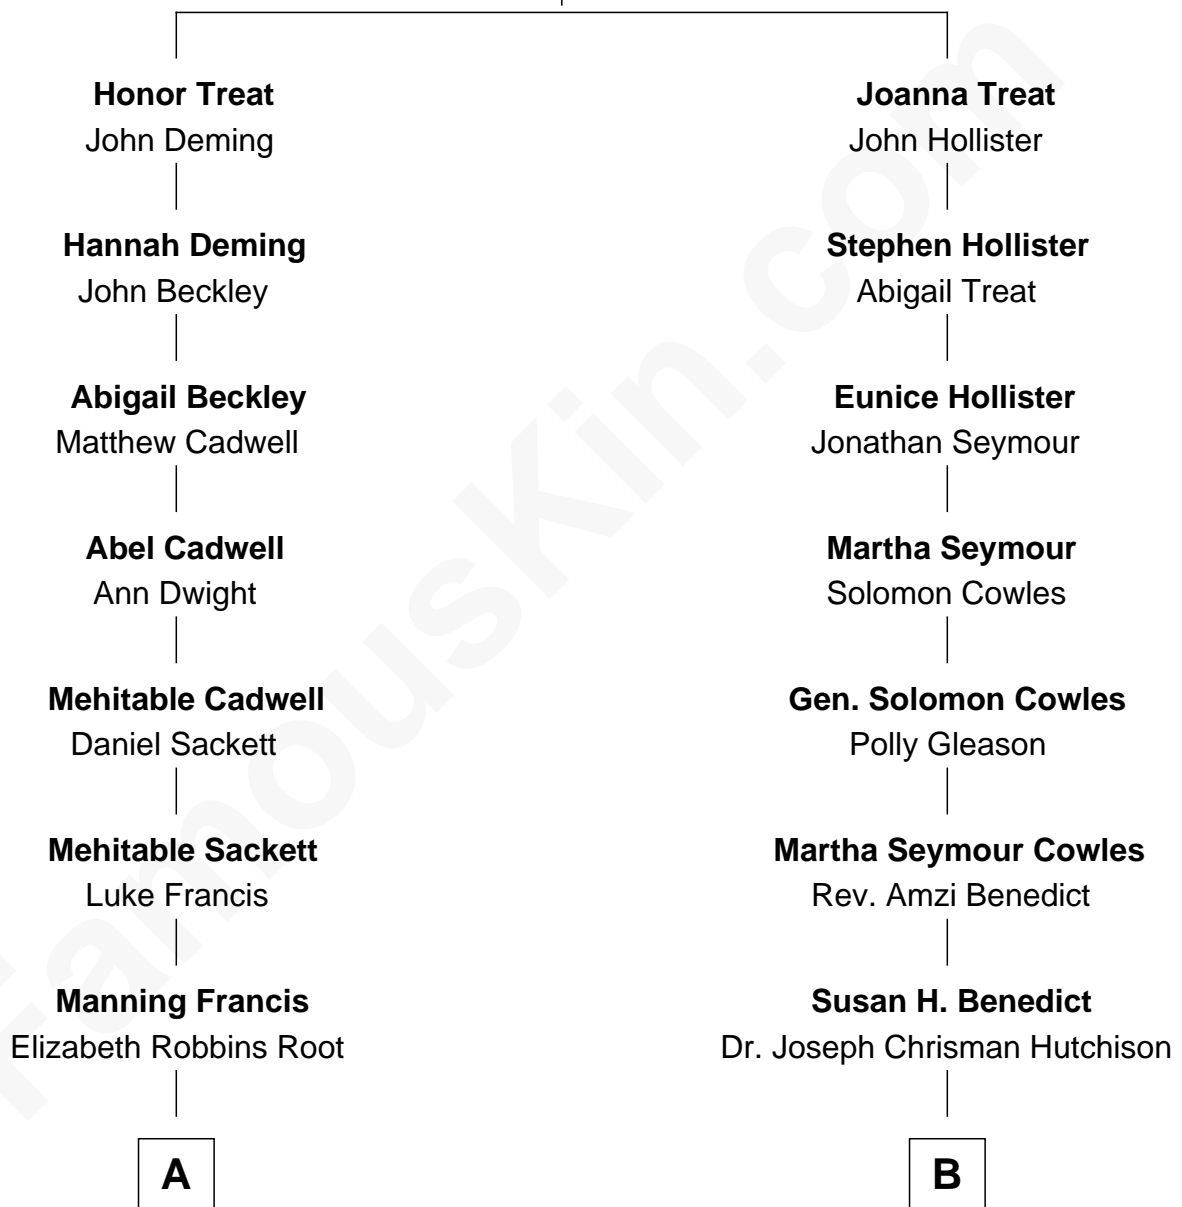 Honor Treat
John Deming
Joanna Treat
John Hollister
Hannah Deming
John Beckley
Stephen Hollister
Abigail Treat
Abigail Beckley
Matthew Cadwell
Eunice Hollister
Jonathan Seymour
Abel Cadwell
Ann Dwight
Martha Seymour
Solomon Cowles
Mehitable Cadwell
Daniel Sackett
Gen. Solomon Cowles
Polly Gleason
Mehitable Sackett
Luke Francis
Martha Seymour Cowles
Rev. Amzi Benedict
Manning Francis
Elizabeth Robbins Root
Susan H. Benedict
Dr. Joseph Chrisman Hutchison
A
B
FamousKin.com